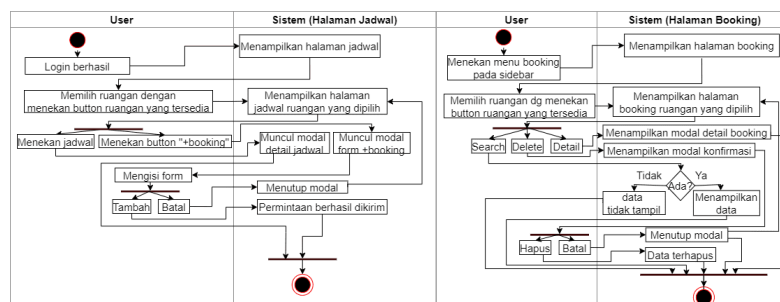 User
Sistem (Halaman Jadwal)
Login berhasil
Menampilkan halaman jadwal
Memilih ruangan dengan
menekan button ruangan yang tersedia
Menampilkan halaman
jadwal ruangan yang dipilih
Menekan jadwal
Menekan button "+booking"
Muncul modal
detail jadwal
Muncul modal
form +booking
Mengisi form
Tambah
Batal
Menutup modal
Permintaan berhasil dikirim
User
Sistem (Halaman Booking)
Menekan menu booking
pada sidebar
Menampilkan halaman booking
Memilih ruangan dg menekan
button ruangan yang tersedia
Menampilkan halaman
booking ruangan yang dipilih
Search
Delete
Detail
Menampilkan modal detail booking
Menampilkan modal konfirmasi
Tidak
Ada?
Ya
data
tidak tampil
Menampilkan
data
Hapus
Batal
Menutup modal
Data terhapus